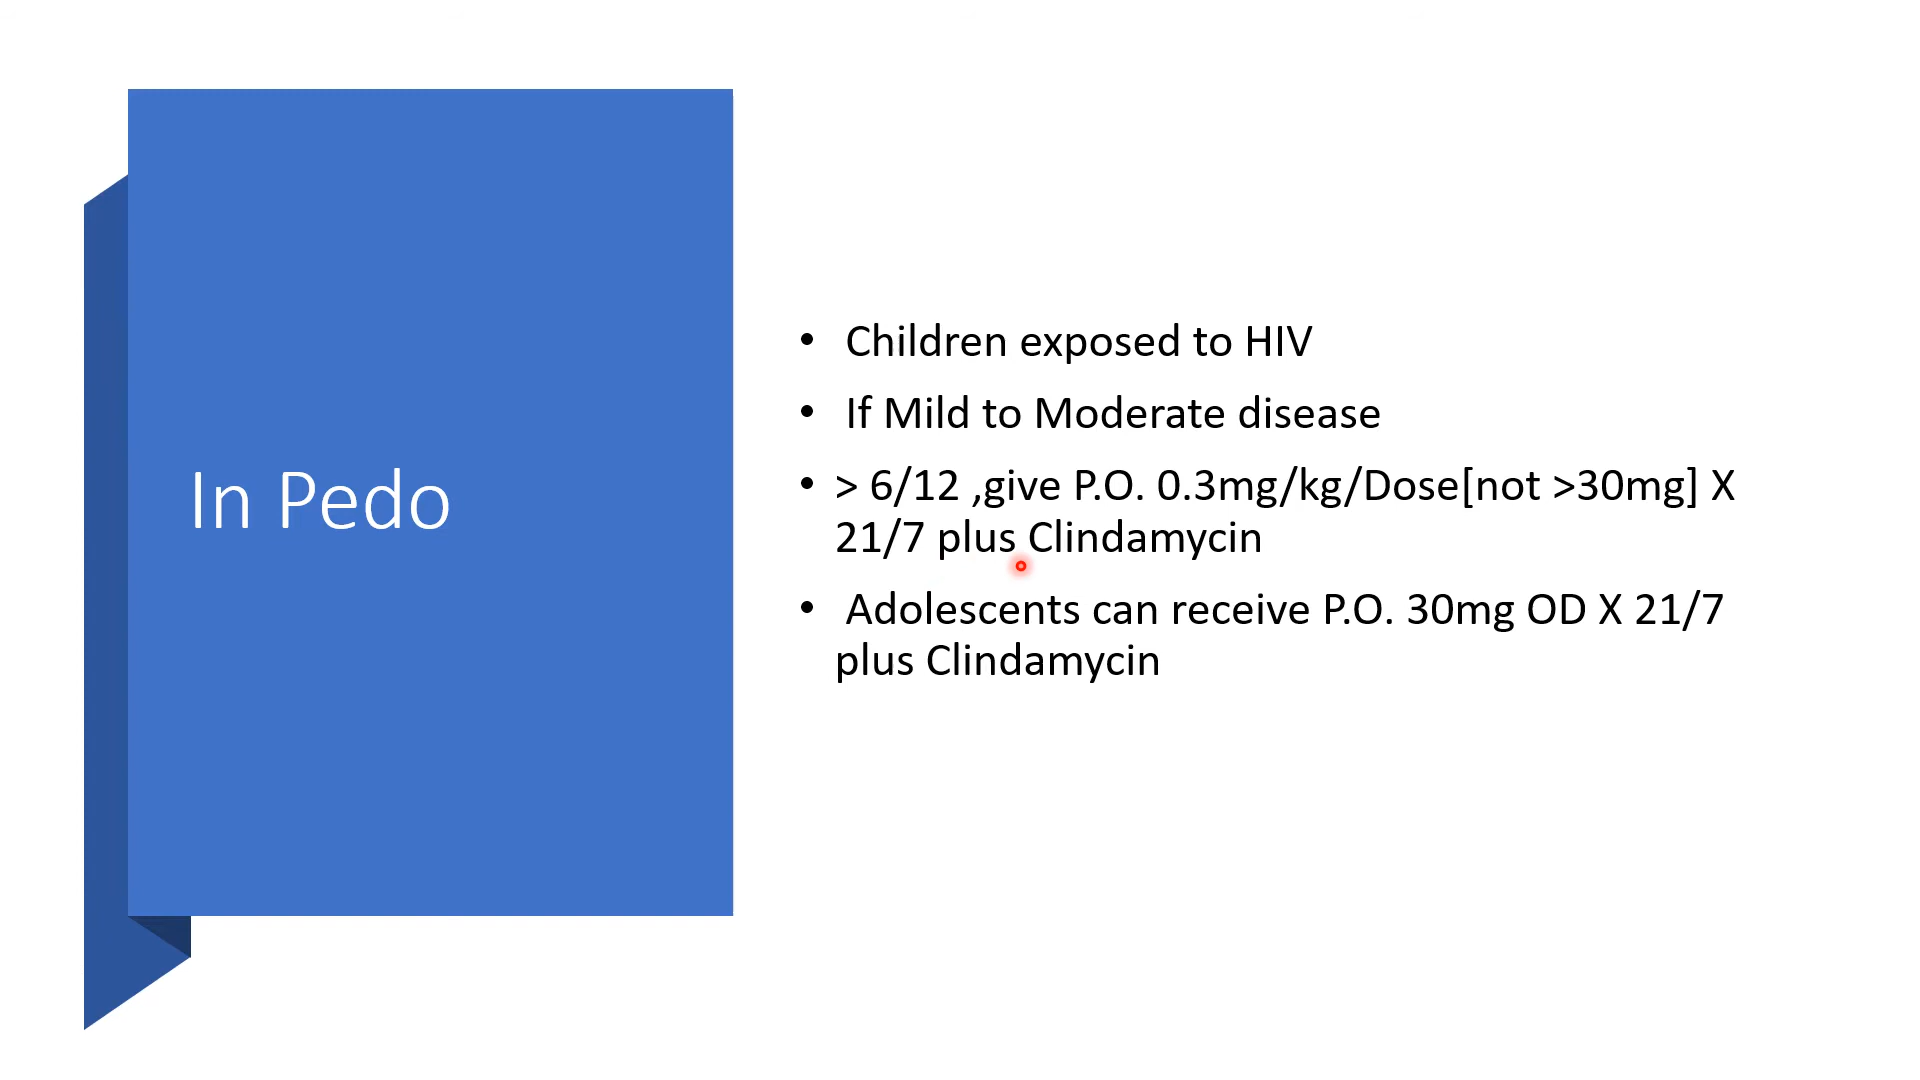 In Pedo
• Children exposed to HIV
• If Mild to Moderate disease
• > 6/12 ,give P.O. 0.3mg/kg/Dose[not >30mg] X
21/7 plus Clindamycin
• Adolescents can receive P.O. 30mg OD X 21/7
plus Clindamycin